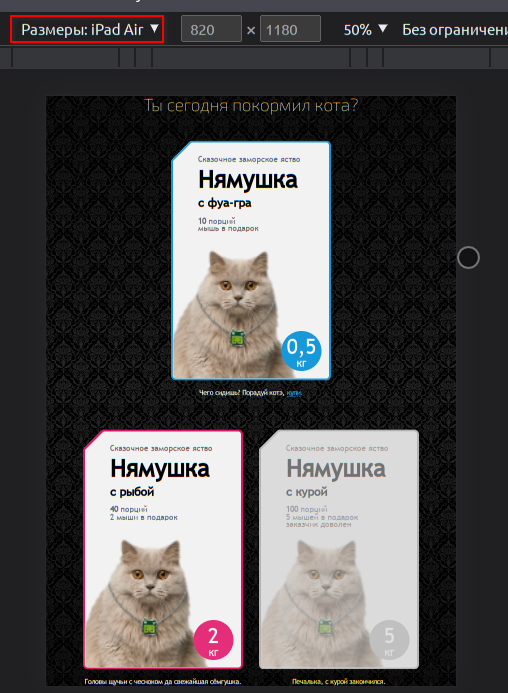 Размеры: iPad Air ▼ 820 × 1180 50% ▼
Ты сегодня покормил кота?
Сказочное заморское яство
Нямушка
с фуа-гра
10 порций
мышь в подарок
0,5
кг
Чего сидишь? Порадуй котэ, купи.
Сказочное заморское яство
Нямушка
с рыбой
40 порций
2 мыши в подарок
2
кг
Головы щучьи с чесноком да свежайшая сёмгушка.
Сказочное заморское яство
Нямушка
с курой
100 порций
5 мышей в подарок
заказчик доволен
5
кг
Печалька, с курой закончился.